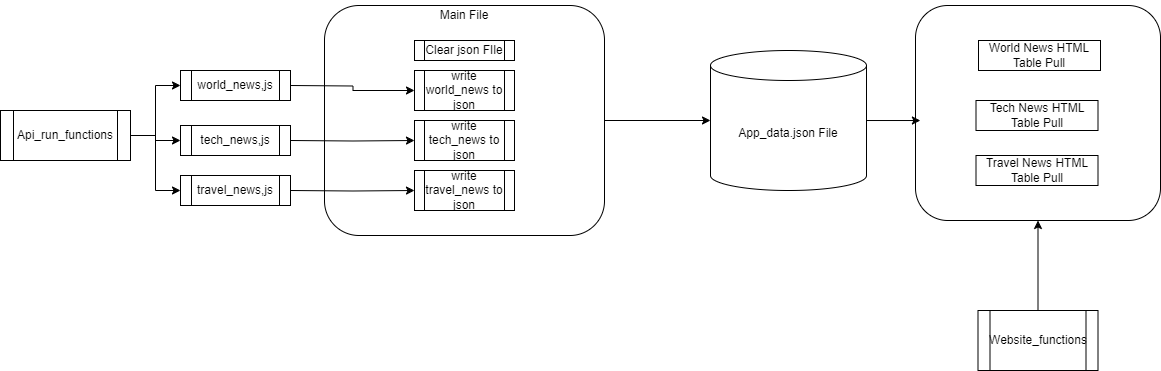 Main File
Clear json FIle
Api_run_functions
world_news,js
tech_news,js
travel_news,js
write
world_news to
json
write
tech_news to
json
write
travel_news to
json
App_data.json File
World News HTML
Table Pull
Tech News HTML
Table Pull
Travel News HTML
Table Pull
Website_functions